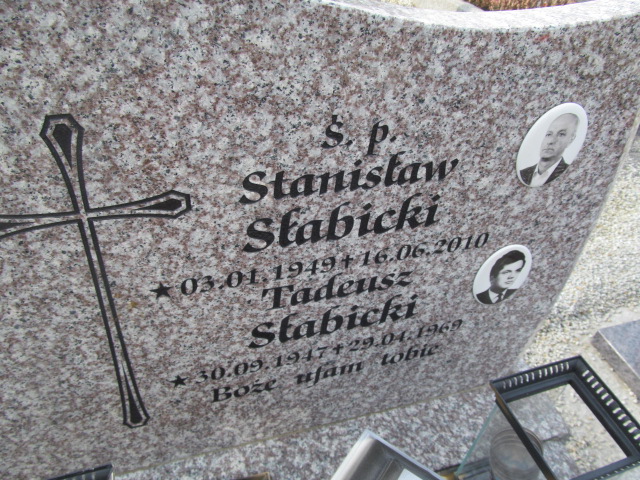 Ś. p.
Stanisław
Słabicki
★ 03.01.1949 ✝ 16.06.2010
Tadeusz
Słabicki
★ 30.09.1947 ✝ 29.04.1969
Boże ufam tobie